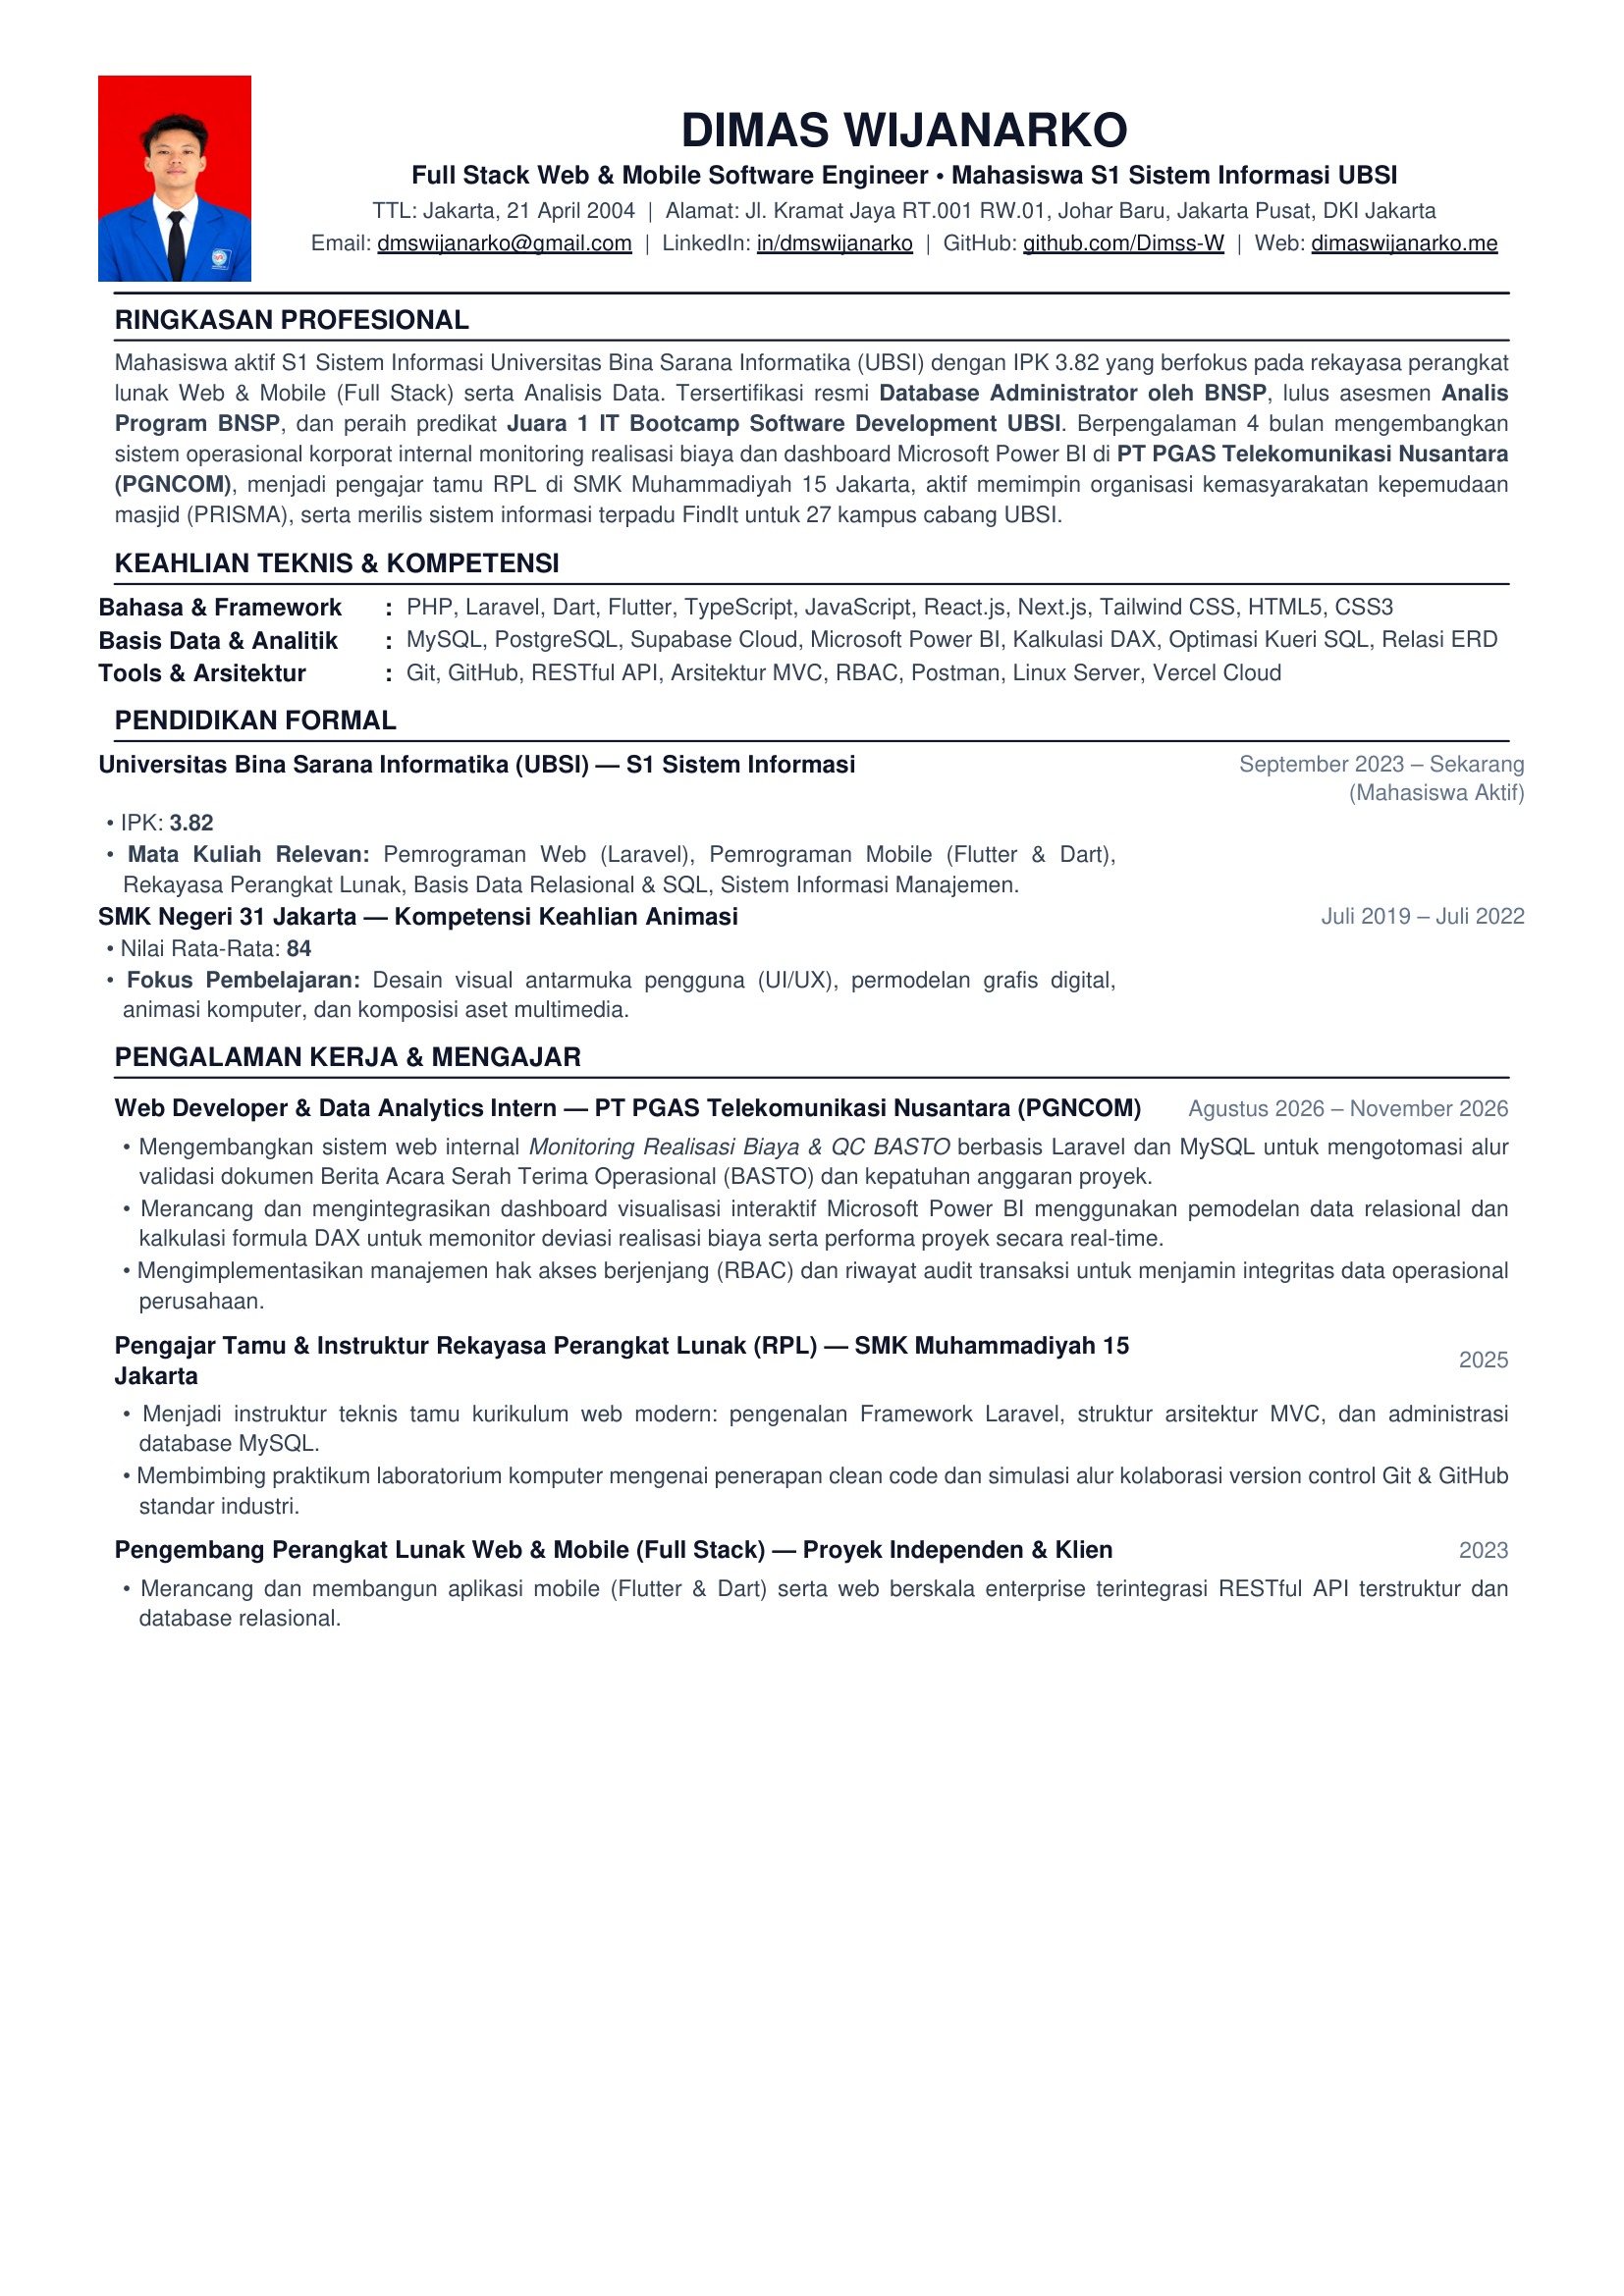 DIMAS WIJANARKO
Full Stack Web & Mobile Software Engineer • Mahasiswa S1 Sistem Informasi UBSI
TTL: Jakarta, 21 April 2004 | Alamat: Jl. Kramat Jaya RT.001 RW.01, Johar Baru, Jakarta Pusat, DKI Jakarta
Email: dmswijanarko@gmail.com | LinkedIn: in/dmswijanarko | GitHub: github.com/Dimss-W | Web: dimaswijanarko.me
RINGKASAN PROFESIONAL
Mahasiswa aktif S1 Sistem Informasi Universitas Bina Sarana Informatika (UBSI) dengan IPK 3.82 yang berfokus pada rekayasa perangkat
lunak Web & Mobile (Full Stack) serta Analisis Data. Tersertifikasi resmi Database Administrator oleh BNSP, lulus asesmen Analis
Program BNSP, dan peraih predikat Juara 1 IT Bootcamp Software Development UBSI. Berpengalaman 4 bulan mengembangkan
sistem operasional korporat internal monitoring realisasi biaya dan dashboard Microsoft Power BI di PT PGAS Telekomunikasi Nusantara
(PGNCOM), menjadi pengajar tamu RPL di SMK Muhammadiyah 15 Jakarta, aktif memimpin organisasi kemasyarakatan kepemudaan
masjid (PRISMA), serta merilis sistem informasi terpadu FindIt untuk 27 kampus cabang UBSI.
KEAHLIAN TEKNIS & KOMPETENSI
Bahasa & Framework : PHP, Laravel, Dart, Flutter, TypeScript, JavaScript, React.js, Next.js, Tailwind CSS, HTML5, CSS3
Basis Data & Analitik : MySQL, PostgreSQL, Supabase Cloud, Microsoft Power BI, Kalkulasi DAX, Optimasi Kueri SQL, Relasi ERD
Tools & Arsitektur : Git, GitHub, RESTful API, Arsitektur MVC, RBAC, Postman, Linux Server, Vercel Cloud
PENDIDIKAN FORMAL
Universitas Bina Sarana Informatika (UBSI) — S1 Sistem Informasi September 2023 – Sekarang
(Mahasiswa Aktif)
• IPK: 3.82
• Mata Kuliah Relevan: Pemrograman Web (Laravel), Pemrograman Mobile (Flutter & Dart),
Rekayasa Perangkat Lunak, Basis Data Relasional & SQL, Sistem Informasi Manajemen.
SMK Negeri 31 Jakarta — Kompetensi Keahlian Animasi Juli 2019 – Juli 2022
• Nilai Rata-Rata: 84
• Fokus Pembelajaran: Desain visual antarmuka pengguna (UI/UX), permodelan grafis digital,
animasi komputer, dan komposisi aset multimedia.
PENGALAMAN KERJA & MENGAJAR
Web Developer & Data Analytics Intern — PT PGAS Telekomunikasi Nusantara (PGNCOM) Agustus 2026 – November 2026
• Mengembangkan sistem web internal Monitoring Realisasi Biaya & QC BASTO berbasis Laravel dan MySQL untuk mengotomasi alur
validasi dokumen Berita Acara Serah Terima Operasional (BASTO) dan kepatuhan anggaran proyek.
• Merancang dan mengintegrasikan dashboard visualisasi interaktif Microsoft Power BI menggunakan pemodelan data relasional dan
kalkulasi formula DAX untuk memonitor deviasi realisasi biaya serta performa proyek secara real-time.
• Mengimplementasikan manajemen hak akses berjenjang (RBAC) dan riwayat audit transaksi untuk menjamin integritas data operasional
perusahaan.
Pengajar Tamu & Instruktur Rekayasa Perangkat Lunak (RPL) — SMK Muhammadiyah 15
Jakarta 2025
• Menjadi instruktur teknis tamu kurikulum web modern: pengenalan Framework Laravel, struktur arsitektur MVC, dan administrasi
database MySQL.
• Membimbing praktikum laboratorium komputer mengenai penerapan clean code dan simulasi alur kolaborasi version control Git & GitHub
standar industri.
Pengembang Perangkat Lunak Web & Mobile (Full Stack) — Proyek Independen & Klien 2023
• Merancang dan membangun aplikasi mobile (Flutter & Dart) serta web berskala enterprise terintegrasi RESTful API terstruktur dan
database relasional.